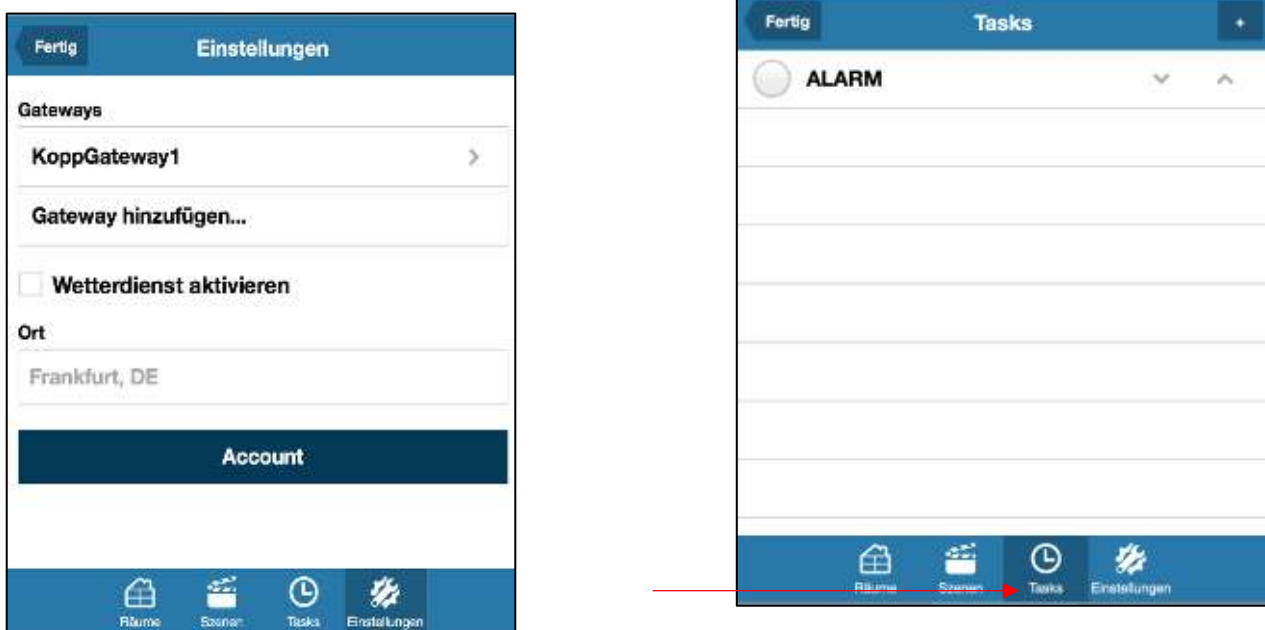 Fertig
Einstellungen
Gateways
KoppGateway1
Gateway hinzufügen...
Wetterdienst aktivieren
Ort
Frankfurt, DE
Account
Räume
Szenen
Tasks
Einstellungen
Fertig
Tasks
+
ALARM
Räume
Szenen
Tasks
Einstellungen